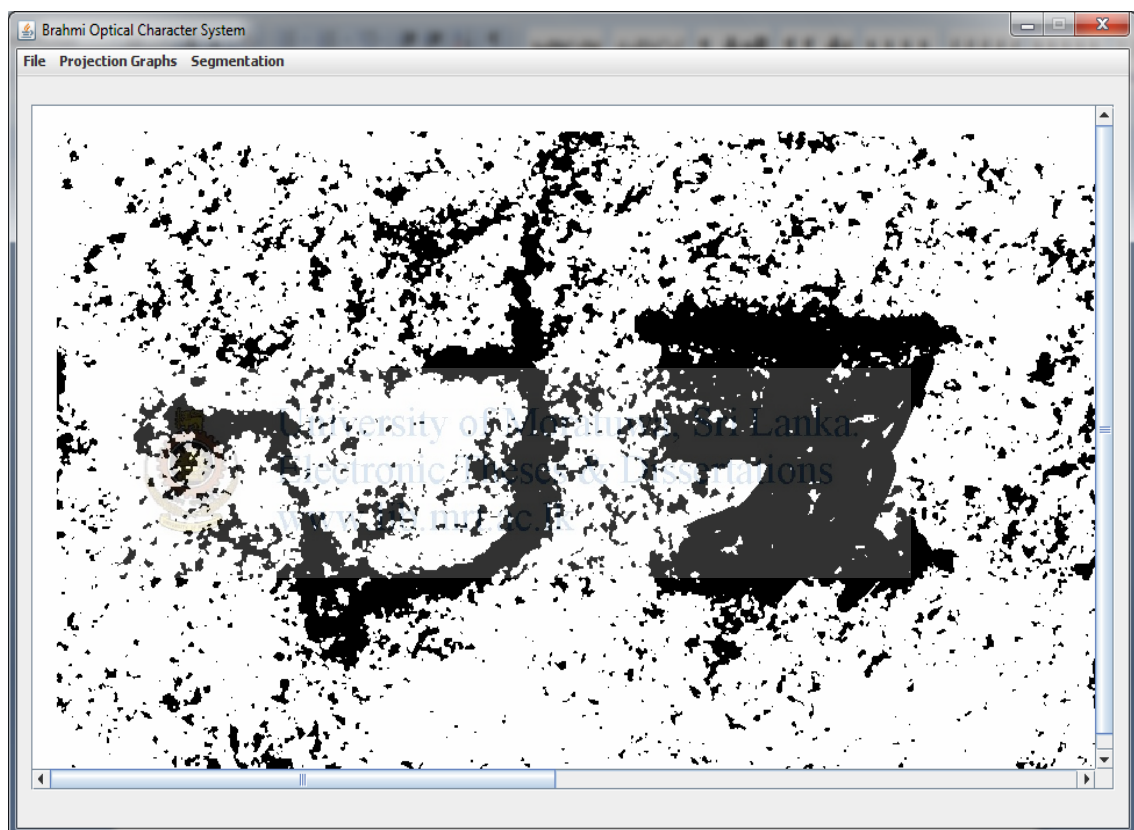 Brahmi Optical Character System
File Projection Graphs Segmentation
University of Moratuwa, Sri Lanka.
Electronic Theses & Dissertations
www.lib.mrt.ac.lk